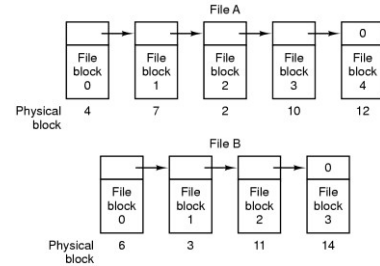 File A
0
File block 0
File block 1
File block 2
File block 3
File block 4
Physical block
4 7 2 10 12
File B
0
File block 0
File block 1
File block 2
File block 3
Physical block
6 3 11 14